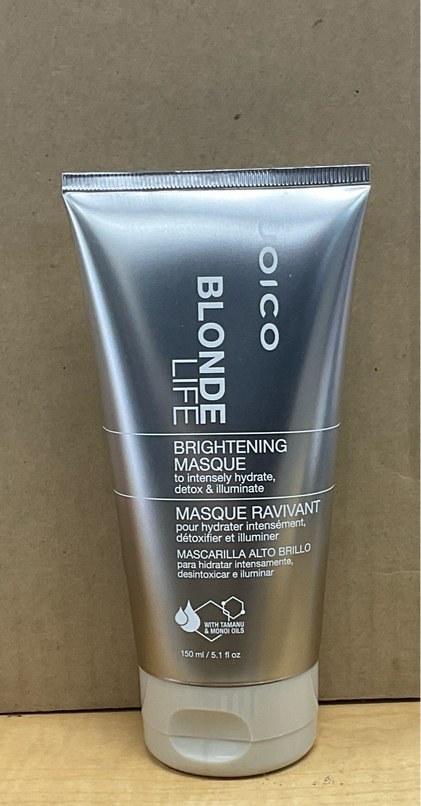 JOICO
BLONDE
LIFE
BRIGHTENING
MASQUE
to intensely hydrate,
detox & illuminate
MASQUE RAVIVANT
pour hydrater intensément,
détoxifier et illuminer
MASCARILLA ALTO BRILLO
para hidratar intensamente,
desintoxicar e iluminar
WITH TAMANU
& MONOI OILS
150 ml / 5.1 fl oz